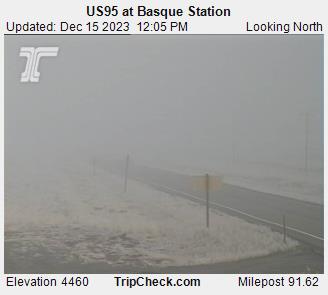 US95 at Basque Station
Updated: Dec 15 2023 12:05 PM Looking North
Elevation 4460 TripCheck.com Milepost 91.62